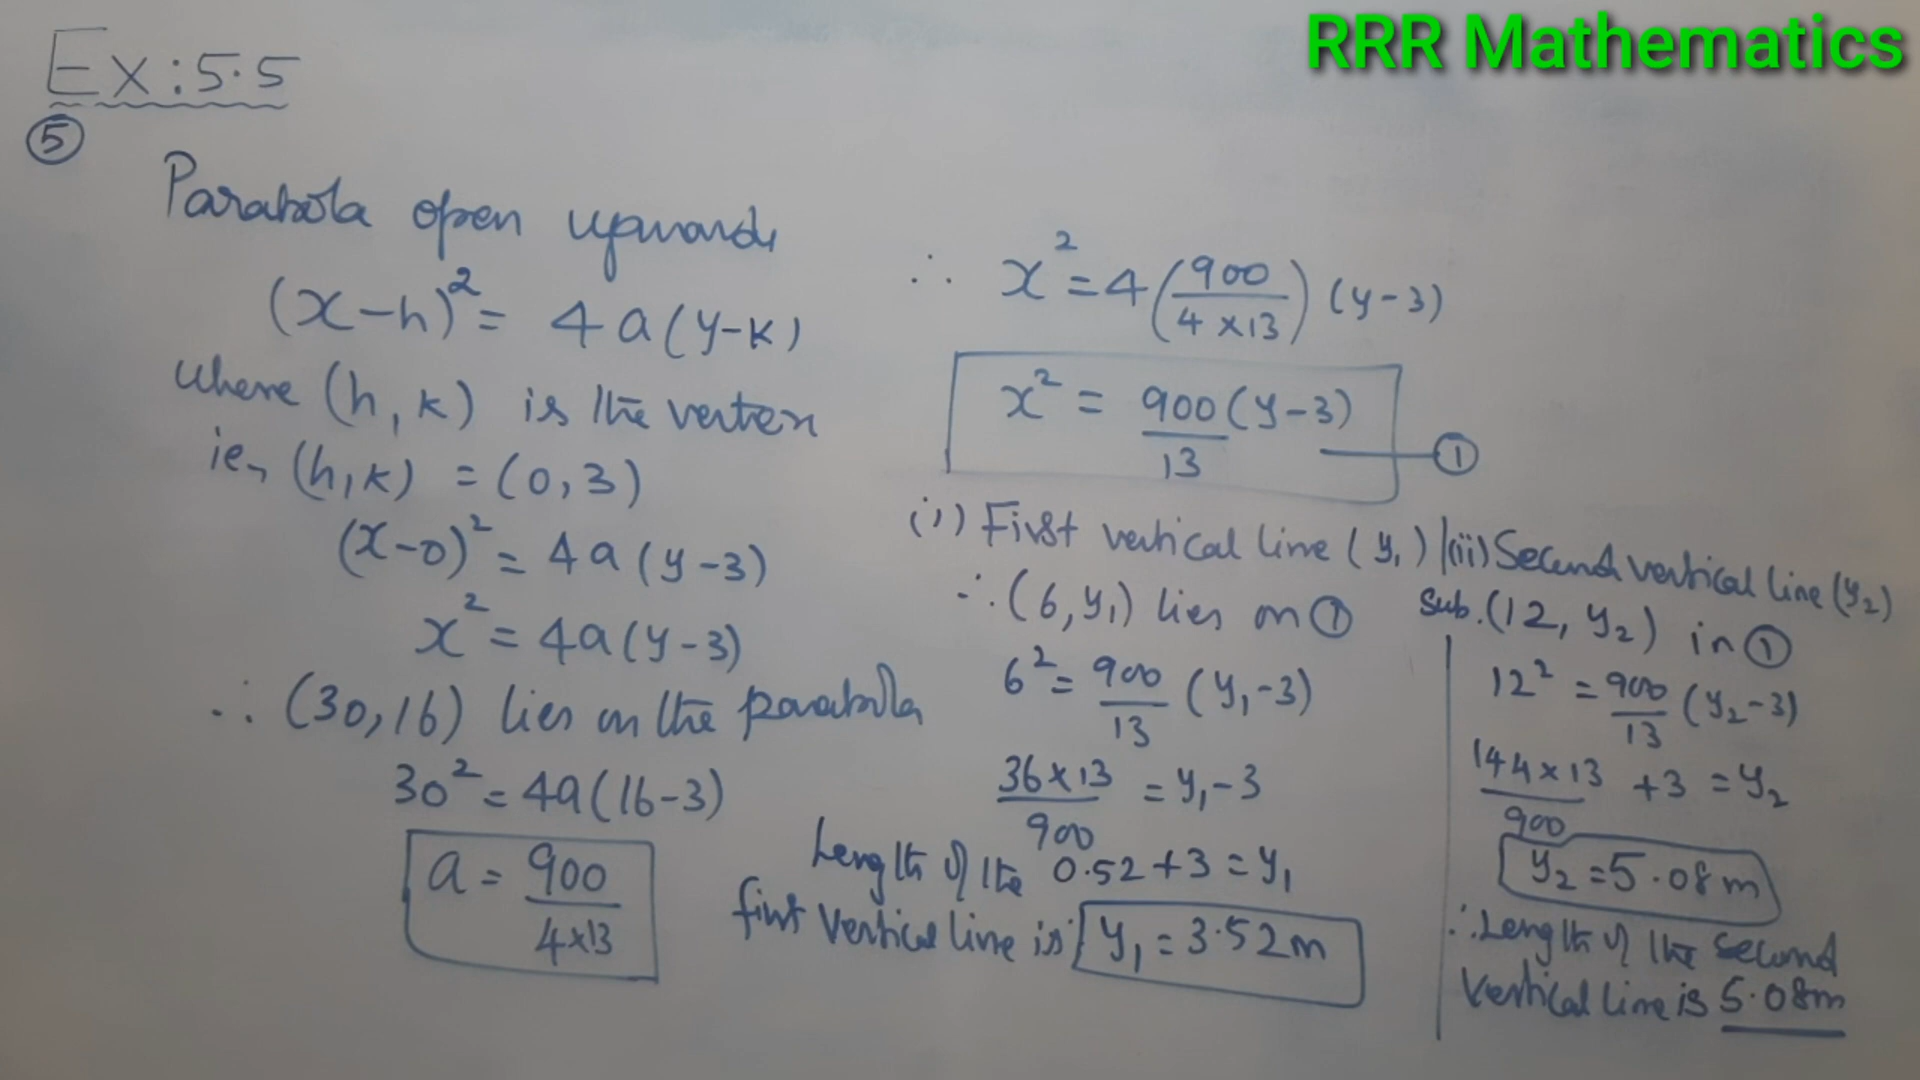 RRR Mathematics
Ex:5.5
⑤
Parabola open upwards
(x-h)² = 4a(y-k)
where (h,k) is the vertex
ie, (h,k) = (0,3)
(x-0)² = 4a(y-3)
x² = 4a(y-3)
∴ (30,16) lies on the parabola
30² = 4a(16-3)
a = 900/(4×13)
∴ x² = 4(900/(4×13))(y-3)
x² = 900/13 (y-3) — ①
(i) First vertical line (y₁)
∴ (6,y₁) lies on ①
6² = 900/13 (y₁-3)
(36×13)/900 = y₁-3
0.52+3 = y₁
Length of the
first vertical line is y₁ = 3.52m
(ii) Second vertical line (y₂)
Sub. (12, y₂) in ①
12² = 900/13 (y₂-3)
(144×13)/900 +3 = y₂
y₂ = 5.08m
∴ Length of the second
vertical line is 5.08m